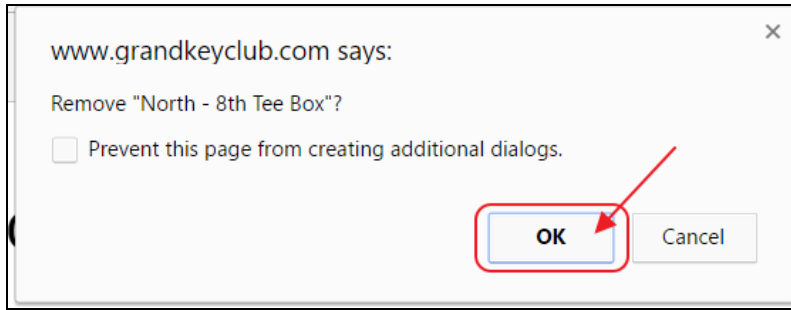 www.grandkeyclub.com says:
Remove "North - 8th Tee Box"?
Prevent this page from creating additional dialogs.
OK
Cancel